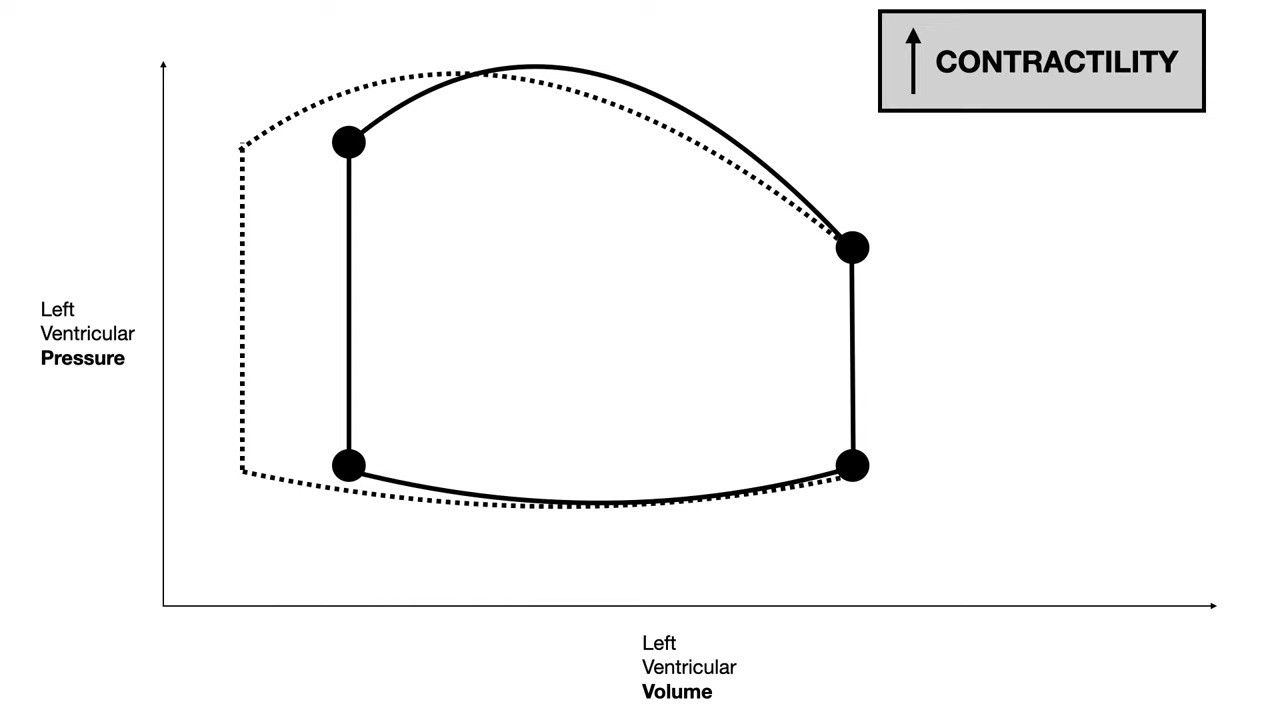 CONTRACTILITY
Left
Ventricular
Pressure
Left
Ventricular
Volume